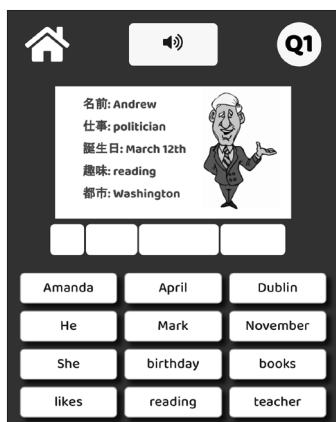 Q1
名前: Andrew
仕事: politician
誕生日: March 12th
趣味: reading
都市: Washington
Amanda April Dublin
He Mark November
She birthday books
likes reading teacher